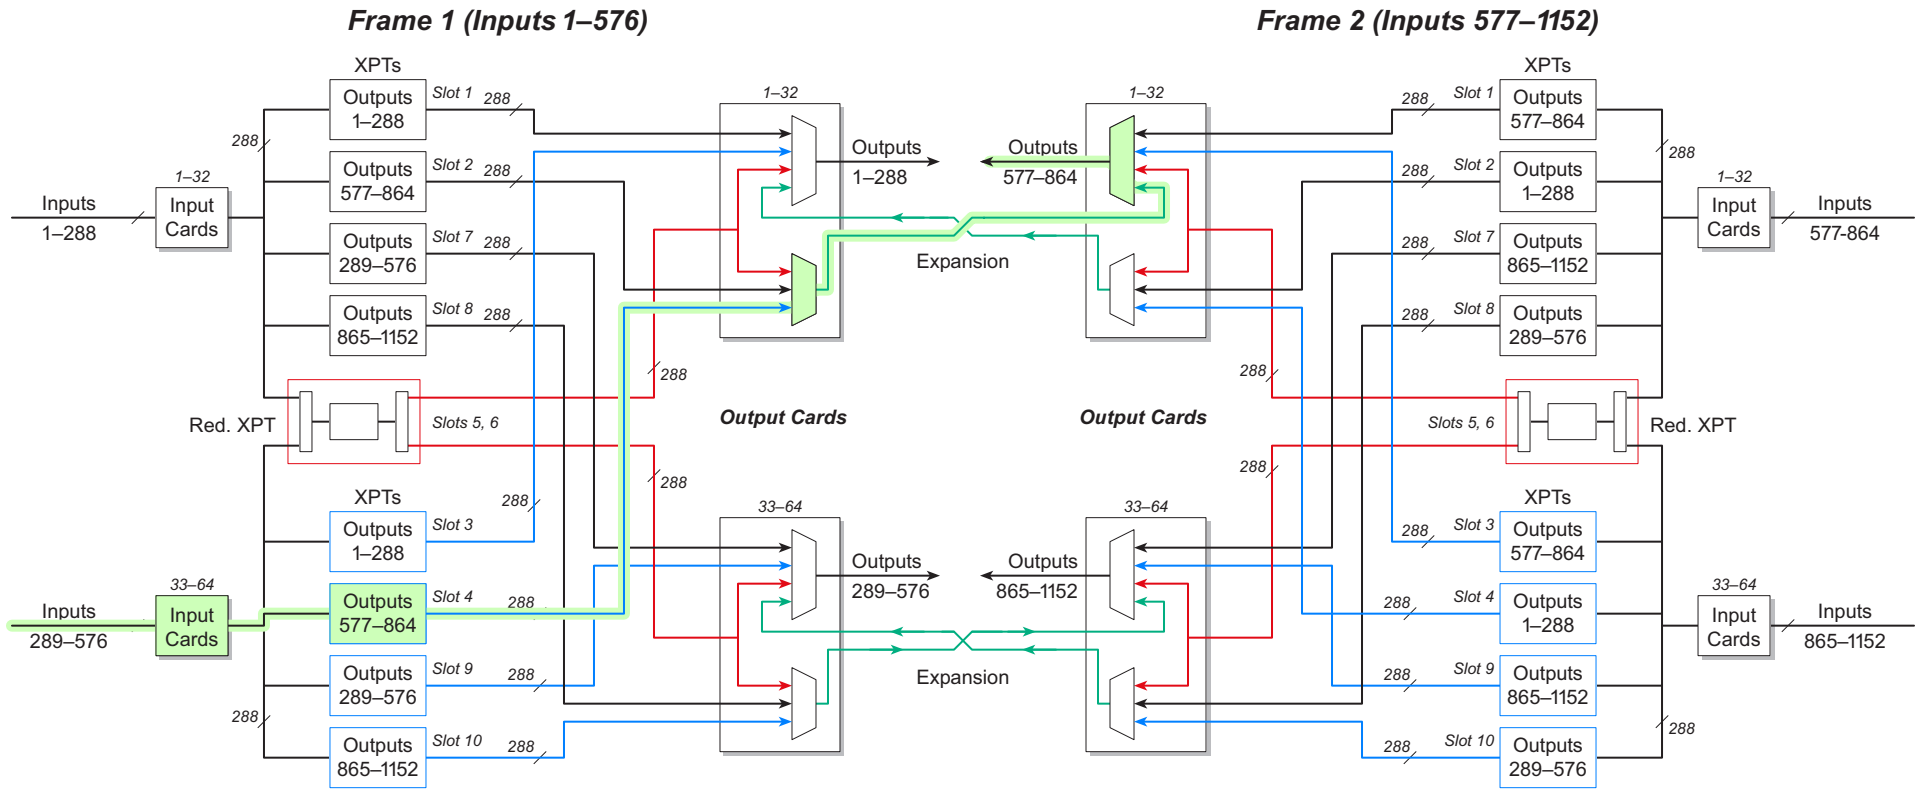 Frame 1 (Inputs 1–576)
Frame 2 (Inputs 577–1152)
XPTs
Outputs
1–288
Slot 1
288
288
Outputs
577–864
Slot 2
288
Outputs
289–576
Slot 7
288
Outputs
865–1152
Slot 8
288
1–32
Input
Cards
Inputs
1–288
Red. XPT
Slots 5, 6
288
288
XPTs
Outputs
1–288
Slot 3
288
Outputs
577–864
Slot 4
288
Outputs
289–576
Slot 9
288
Outputs
865–1152
Slot 10
288
288
33–64
Input
Cards
Inputs
289–576
1–32
Outputs
1–288
Expansion
Output Cards
33–64
Outputs
289–576
Expansion
1–32
Outputs
577–864
Output Cards
33–64
Outputs
865–1152
XPTs
288
Slot 1
Outputs
577–864
288
288
Slot 2
Outputs
1–288
288
Slot 7
Outputs
865–1152
288
Slot 8
Outputs
289–576
1–32
Input
Cards
Inputs
577-864
288
288
Slots 5, 6
Red. XPT
XPTs
288
Slot 3
Outputs
577–864
288
Slot 4
Outputs
1–288
288
Slot 9
Outputs
865–1152
288
Slot 10
Outputs
289–576
288
33–64
Input
Cards
Inputs
865–1152